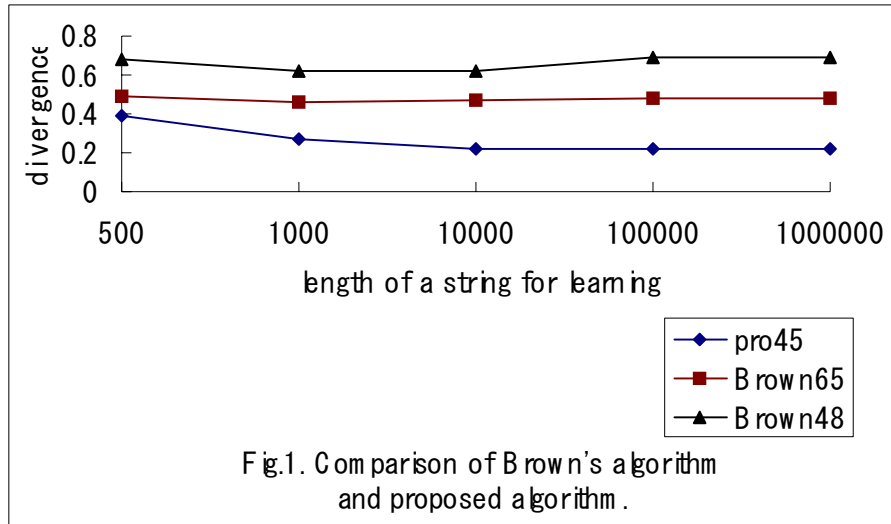 0.8
0.6
0.4
0.2
0
divergence
500 1000 10000 100000 1000000
length of a string for learning
pro45
Brown65
Brown48
Fig.1. Comparison of Brown's algorithm
and proposed algorithm.